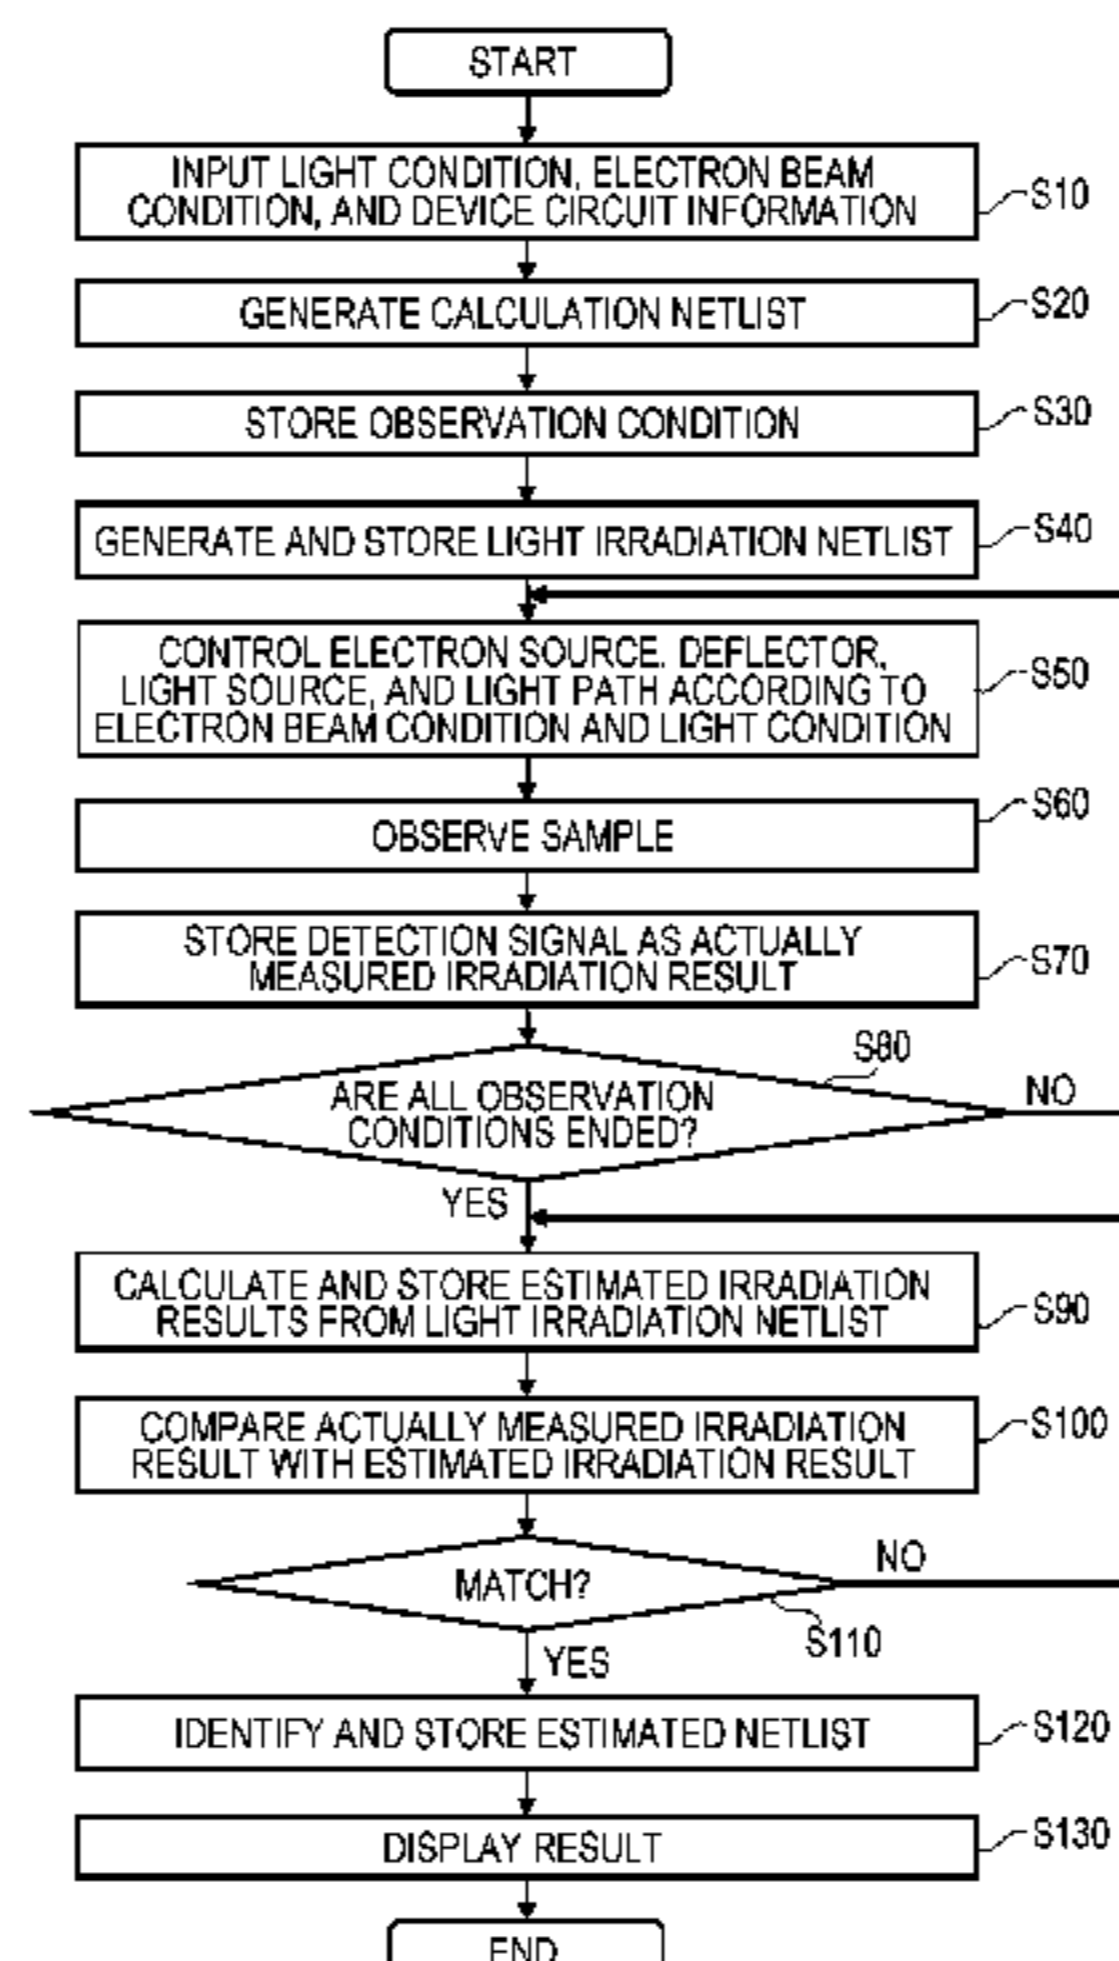 START
INPUT LIGHT CONDITION, ELECTRON BEAM
CONDITION, AND DEVICE CIRCUIT INFORMATION
S10
GENERATE CALCULATION NETLIST
S20
STORE OBSERVATION CONDITION
S30
GENERATE AND STORE LIGHT IRRADIATION NETLIST
S40
CONTROL ELECTRON SOURCE, DEFLECTOR,
LIGHT SOURCE, AND LIGHT PATH ACCORDING TO
ELECTRON BEAM CONDITION AND LIGHT CONDITION
S50
OBSERVE SAMPLE
S60
STORE DETECTION SIGNAL AS ACTUALLY
MEASURED IRRADIATION RESULT
S70
S80
ARE ALL OBSERVATION
CONDITIONS ENDED?
NO
YES
CALCULATE AND STORE ESTIMATED IRRADIATION
RESULTS FROM LIGHT IRRADIATION NETLIST
S90
COMPARE ACTUALLY MEASURED IRRADIATION
RESULT WITH ESTIMATED IRRADIATION RESULT
S100
MATCH?
NO
S110
YES
IDENTIFY AND STORE ESTIMATED NETLIST
S120
DISPLAY RESULT
S130
END